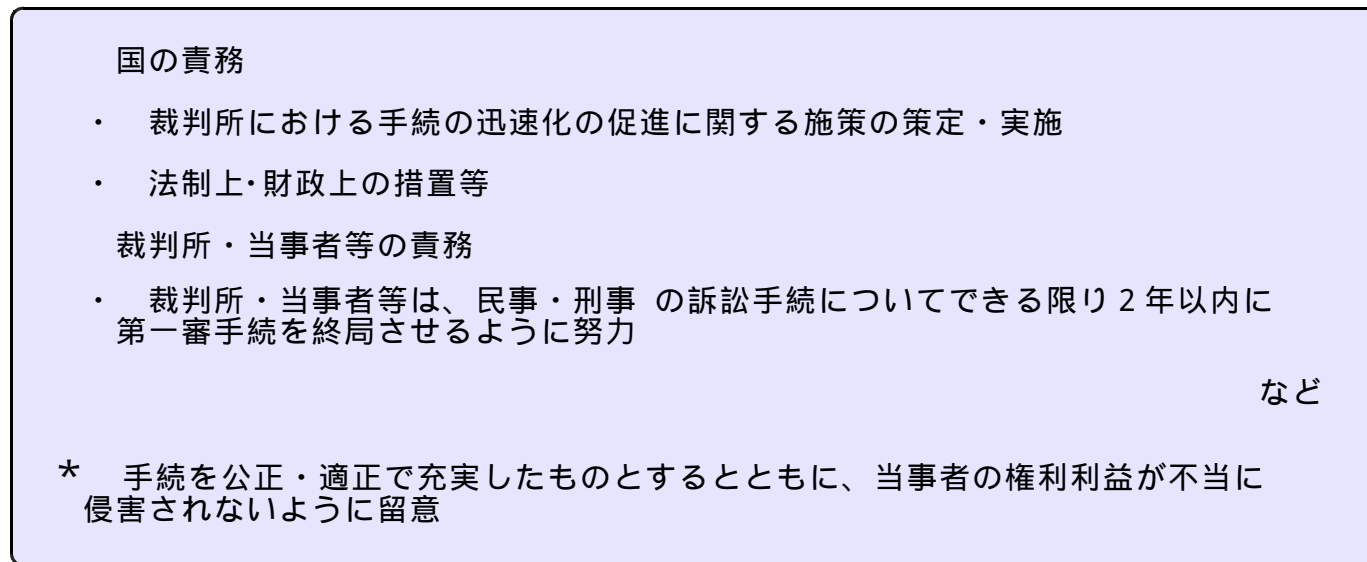 国の責務
・　裁判所における手続の迅速化の促進に関する施策の策定・実施
・　法制上・財政上の措置等
裁判所・当事者等の責務
・　裁判所・当事者等は、民事・刑事 の訴訟手続についてできる限り２年以内に
第一審手続を終局させるように努力
など
＊　手続を公正・適正で充実したものとするとともに、当事者の権利利益が不当に
侵害されないように留意